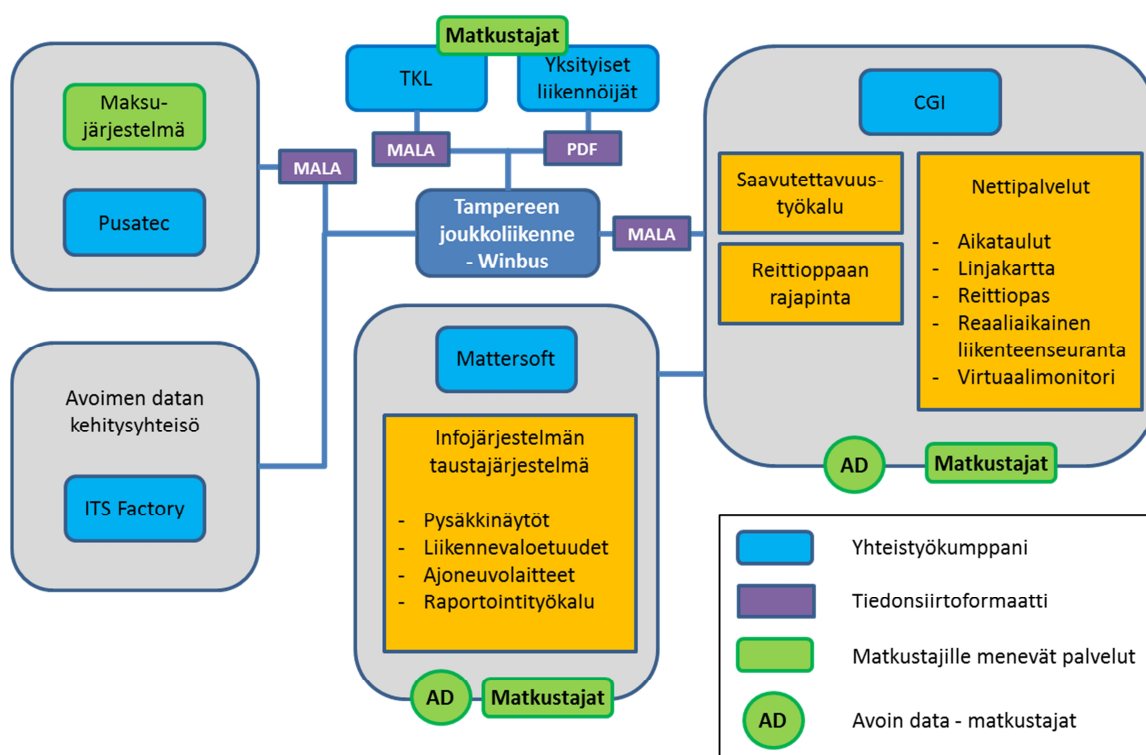 Matkustajat
TKL
Yksityiset
liikennöijät
MALA
PDF
Maksu-
järjestelmä
Pusatec
MALA
Tampereen
joukkoliikenne
- Winbus
MALA
CGI
Saavutettavuus-
työkalu
Reittioppaan
rajapinta
Nettipalvelut
- Aikataulut
- Linjakartta
- Reittiopas
- Reaaliaikainen
liikenteenseuranta
- Virtuaalimonitori
AD
Matkustajat
Avoimen datan
kehitysyhteisö
ITS Factory
Mattersoft
Infojärjestelmän
taustajärjestelmä
- Pysäkkinäytöt
- Liikennevaloetuudet
- Ajoneuvolaitteet
- Raportointityökalu
AD
Matkustajat
Yhteistyökumppani
Tiedonsiirtoformaatti
Matkustajille menevät palvelut
AD
Avoin data - matkustajat